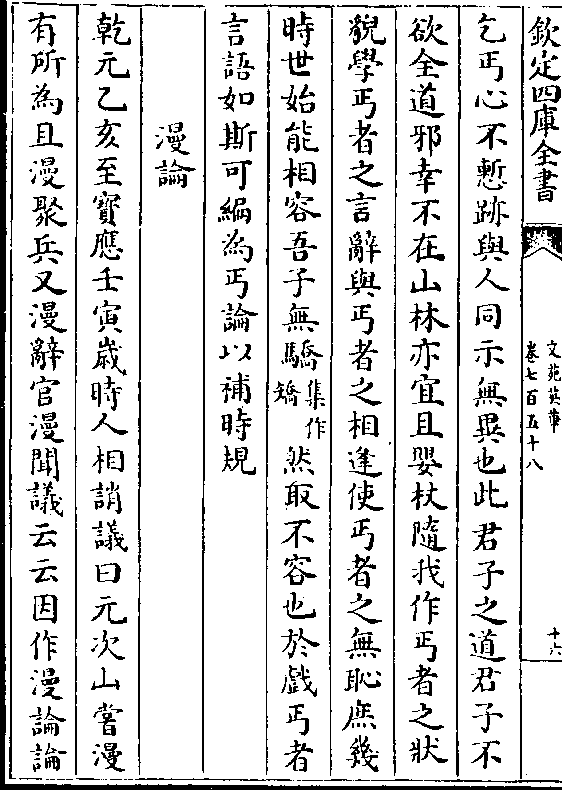 欽定四庫全書
文苑英華
卷七百五十八
十六
乞丐心不慙跡與人同示無異也此君子之道君子不
欲全道邪幸不在山林亦宜且嬰杖隨我作丐者之狀
貌學丐者之言辭與丐者之相逢使丐者之無恥庶幾
時世始能相容吾子無驕集作矯然取不容也於戲丐者
言語如斯可編為丐論以補時規
漫論
乾元乙亥至寶應壬寅歲時人相誚議曰元次山嘗漫
有所為且漫聚兵又漫辭官漫聞議云云因作漫論論